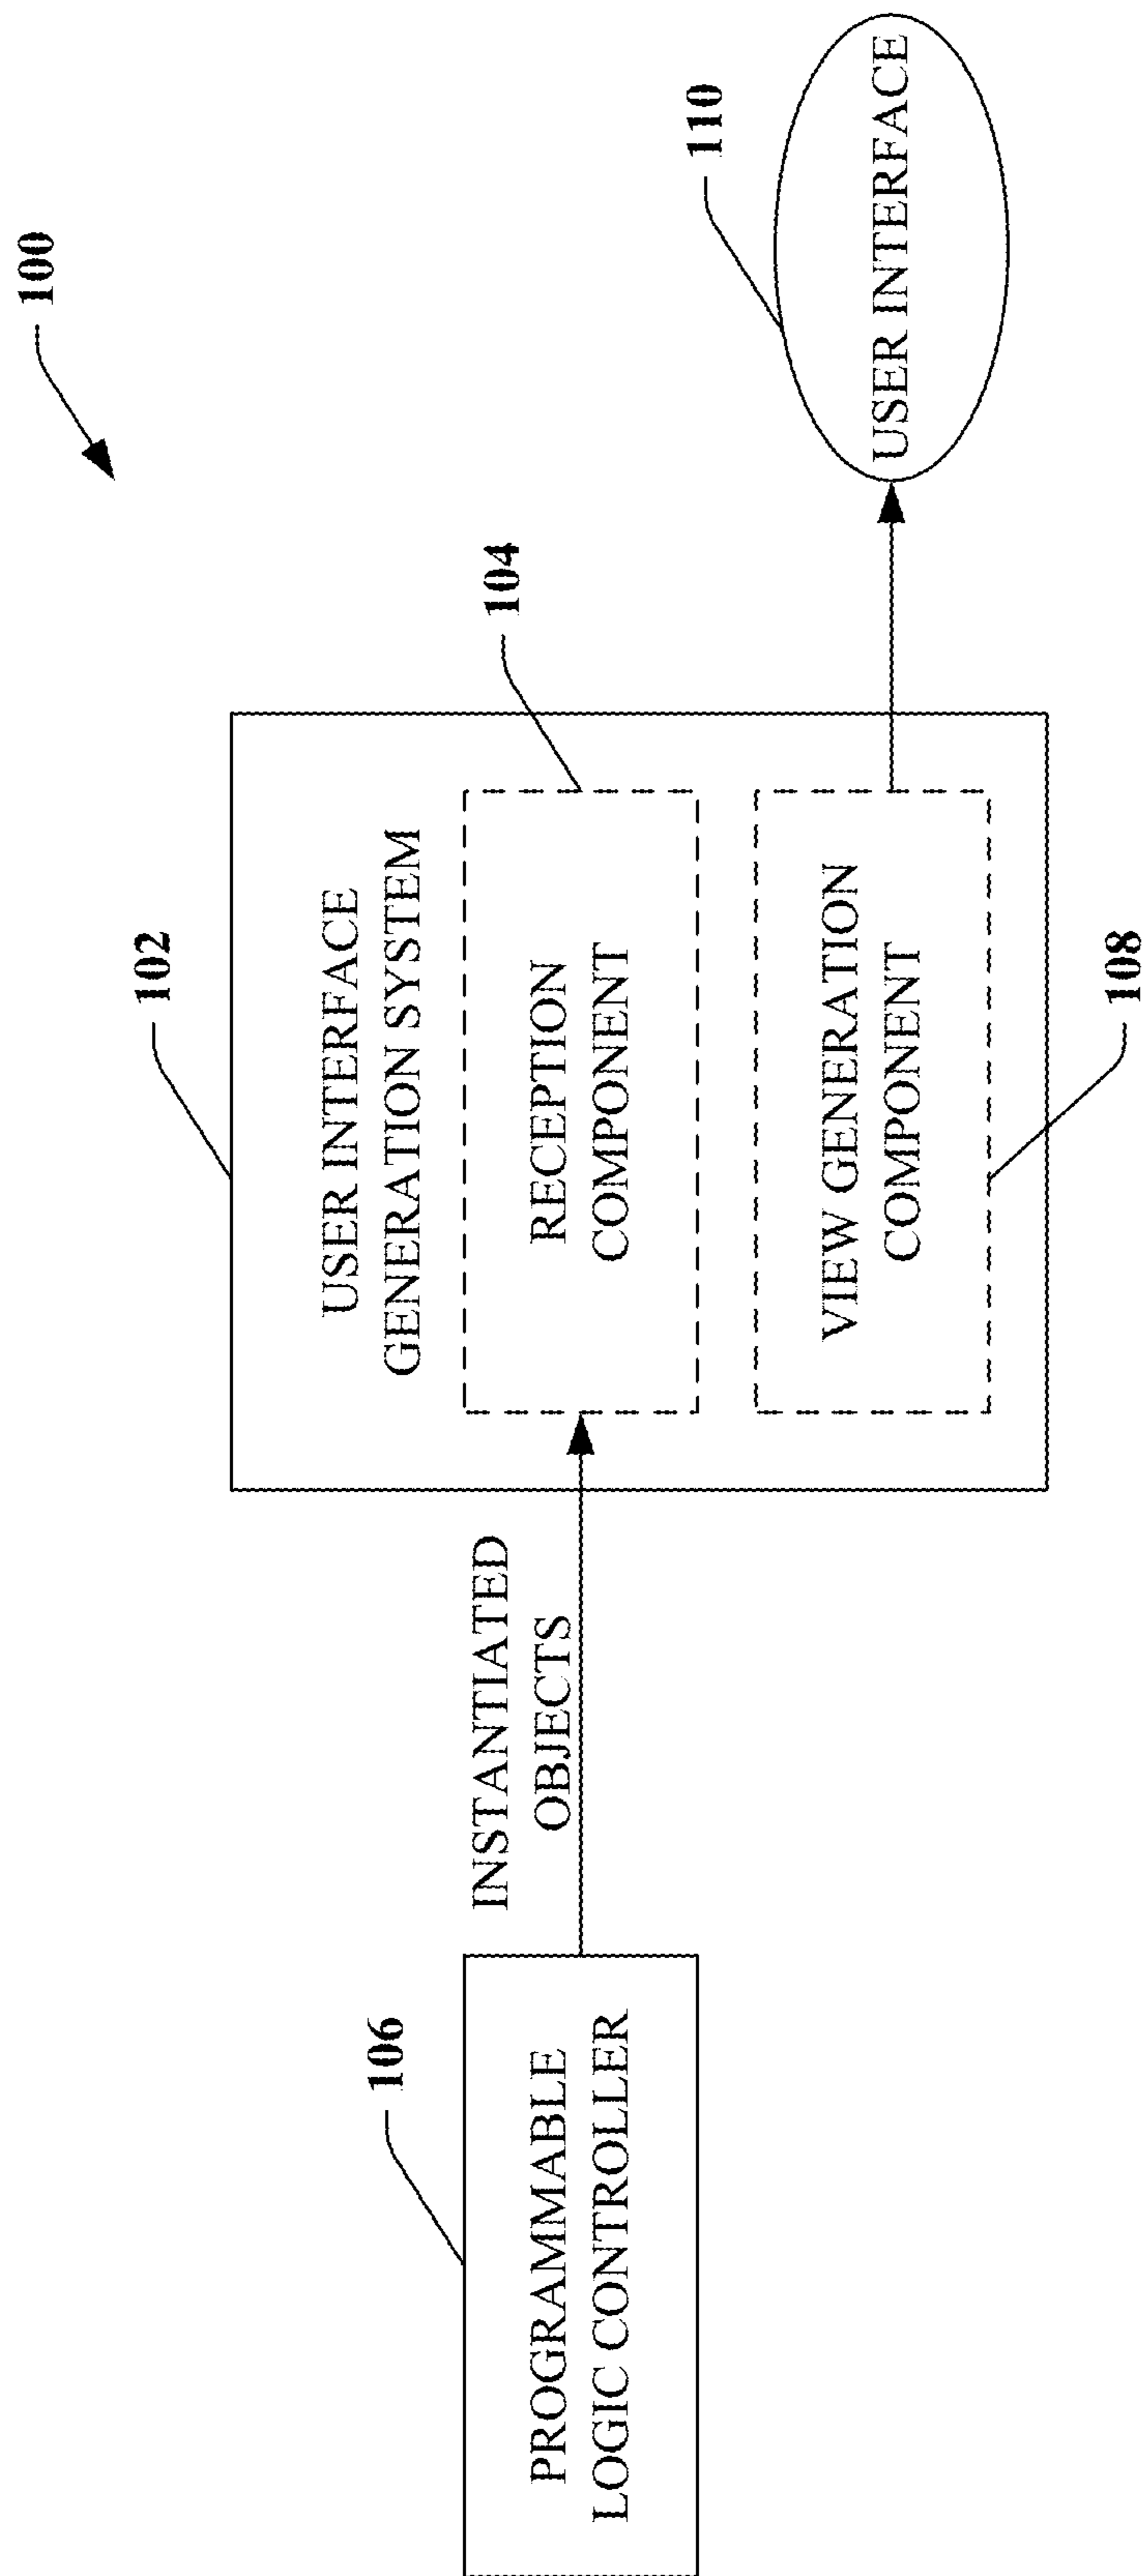 100
102
USER INTERFACE
GENERATION SYSTEM
106
INSTANTIATED
OBJECTS
104
PROGRAMMABLE
LOGIC CONTROLLER
RECEPTION
COMPONENT
110
VIEW GENERATION
COMPONENT
USER INTERFACE
108